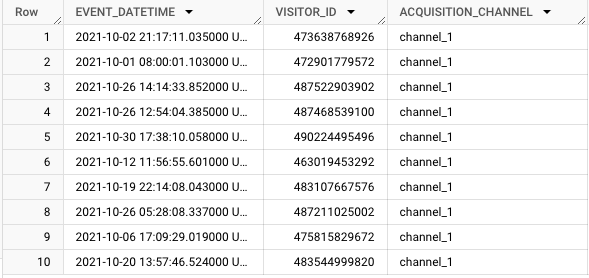 Row EVENT_DATETIME VISITOR_ID ACQUISITION_CHANNEL
1 2021-10-02 21:17:11.035000 U... 473638768926 channel_1
2 2021-10-01 08:00:01.103000 U... 472901779572 channel_1
3 2021-10-26 14:14:33.852000 U... 487522903902 channel_1
4 2021-10-26 12:54:04.385000 U... 487468539100 channel_1
5 2021-10-30 17:38:10.058000 U... 490224495496 channel_1
6 2021-10-12 11:56:55.601000 U... 463019453292 channel_1
7 2021-10-19 22:14:08.043000 U... 483107667576 channel_1
8 2021-10-26 05:28:08.337000 U... 487211025002 channel_1
9 2021-10-06 17:09:29.019000 U... 475815829672 channel_1
10 2021-10-20 13:57:46.524000 U... 483544999820 channel_1